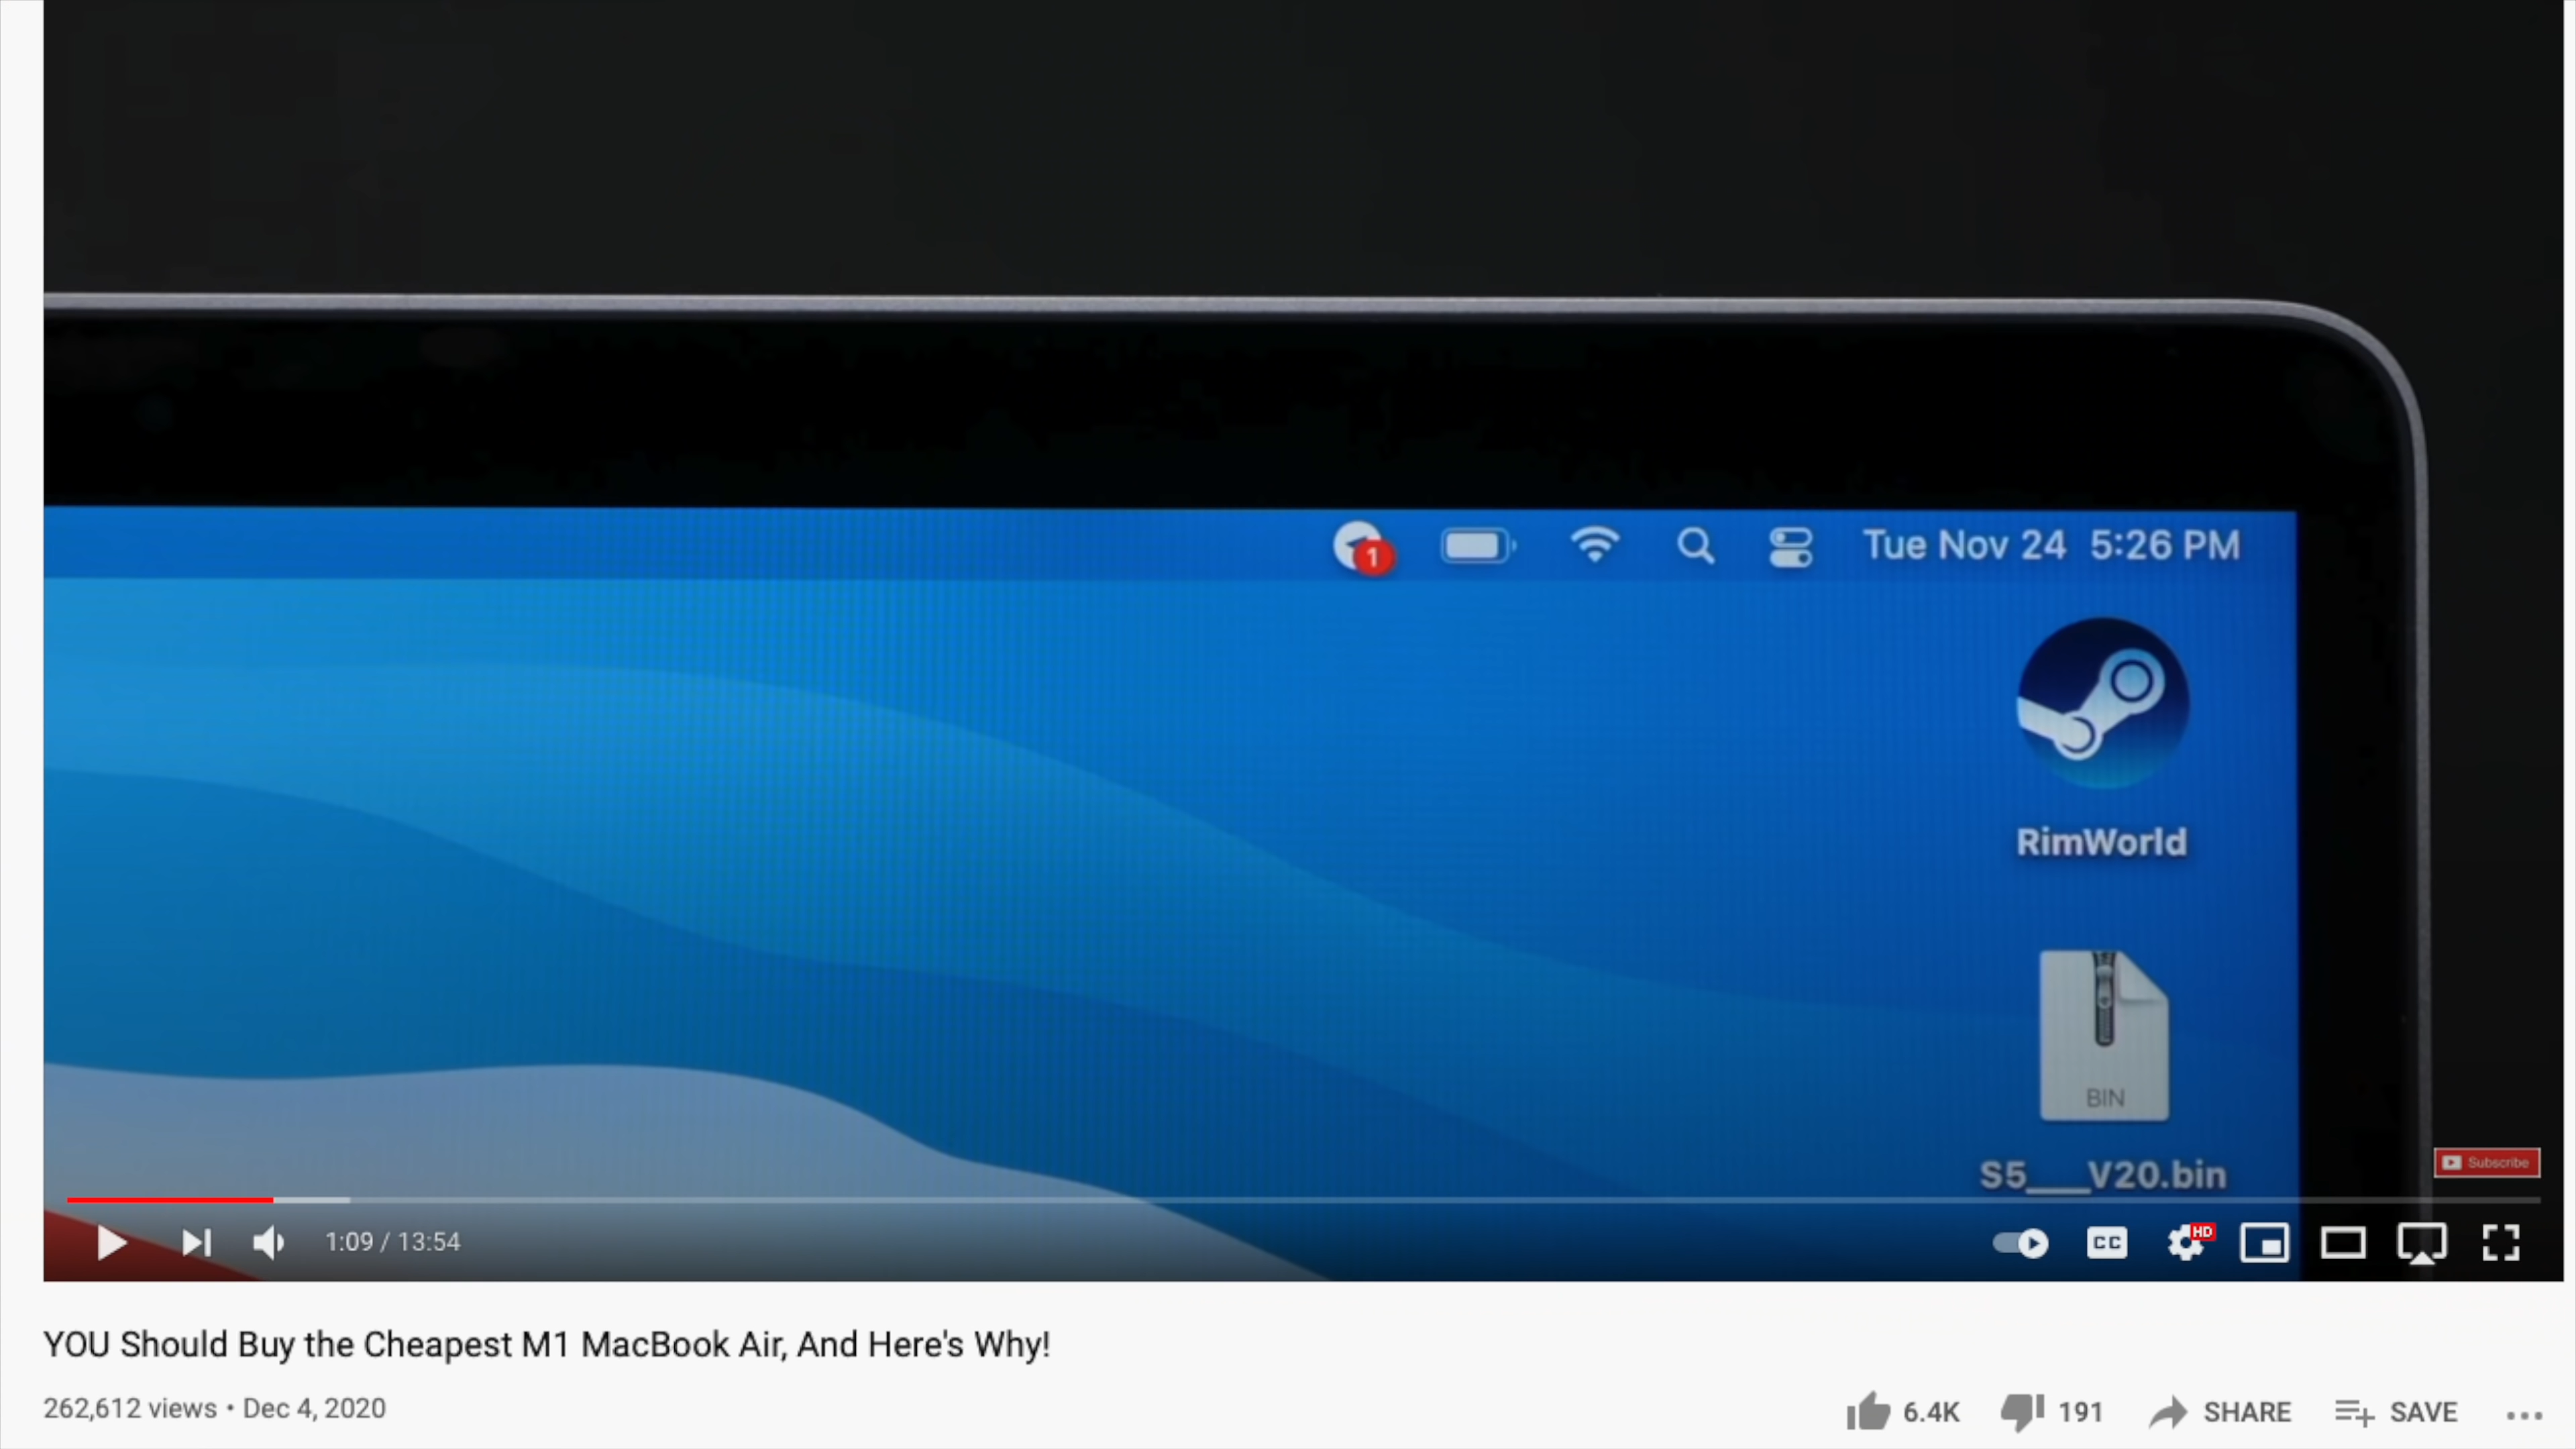 1
Tue Nov 24 5:26 PM
RimWorld
BIN
S5___V20.bin
Subscribe
1:09 / 13:54
CC
HD
YOU Should Buy the Cheapest M1 MacBook Air, And Here's Why!
262,612 views • Dec 4, 2020
6.4K
191
SHARE
SAVE